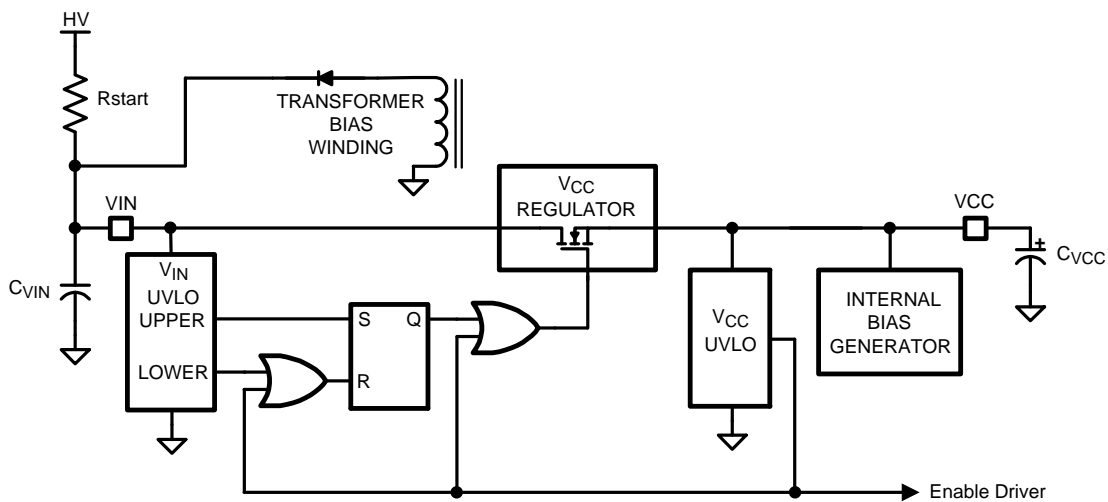 HV
Rstart
TRANSFORMER
BIAS
WINDING
VIN
VCC
REGULATOR
VCC
CVIN
VIN
UVLO
UPPER
LOWER
S
Q
R
VCC
UVLO
INTERNAL
BIAS
GENERATOR
+
CVCC
Enable Driver